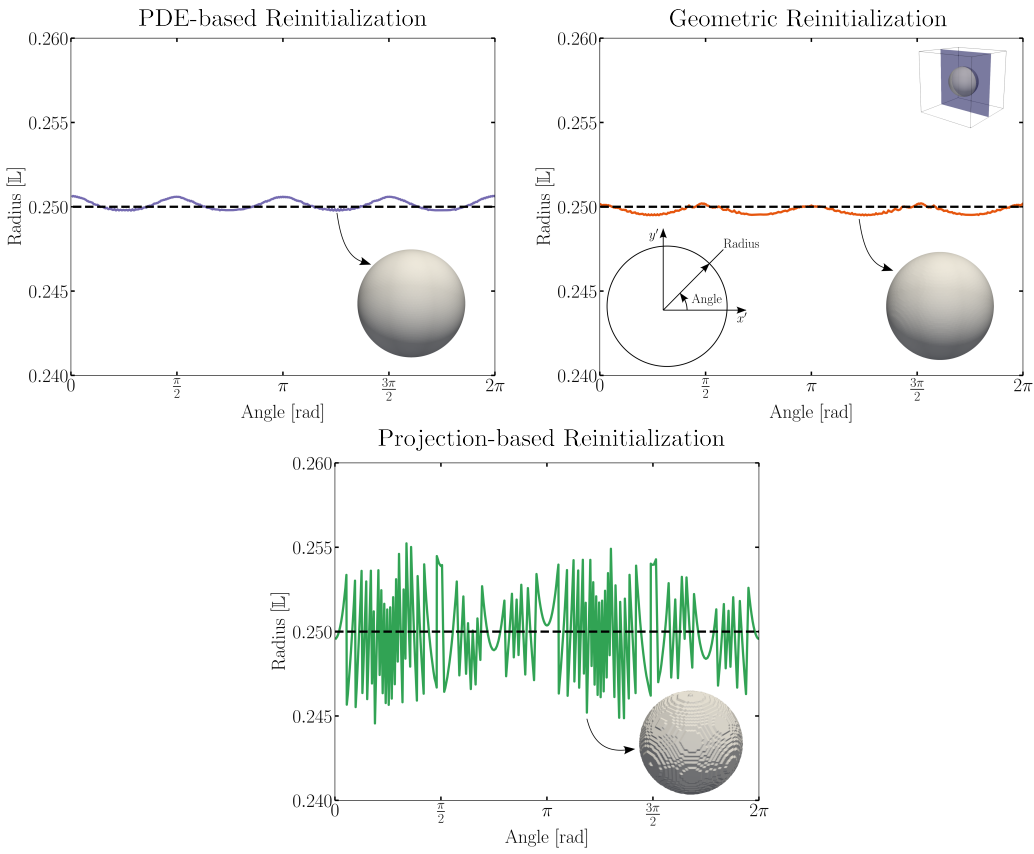 PDE-based Reinitialization
0.260
0.255
0.250
0.245
0.240
Radius [𝕃]
0
π/2
π
3π/2
2π
Angle [rad]
Geometric Reinitialization
0.260
0.255
0.250
0.245
0.240
Radius [𝕃]
y′
Radius
Angle
x′
0
π/2
π
3π/2
2π
Angle [rad]
Projection-based Reinitialization
0.260
0.255
0.250
0.245
0.240
Radius [𝕃]
0
π/2
π
3π/2
2π
Angle [rad]